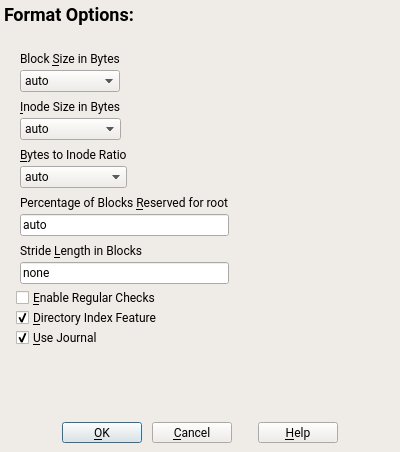 Format Options:
Block Size in Bytes
auto
Inode Size in Bytes
auto
Bytes to Inode Ratio
auto
Percentage of Blocks Reserved for root
auto
Stride Length in Blocks
none
Enable Regular Checks
Directory Index Feature
Use Journal
OK Cancel Help